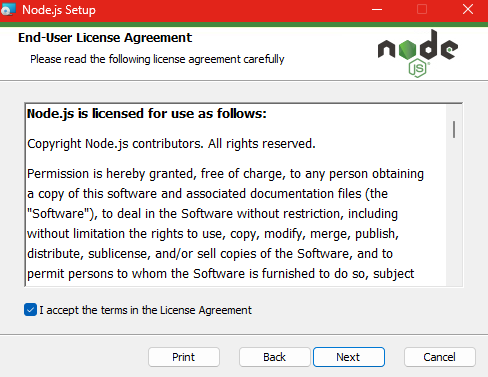 Node.js Setup
End-User License Agreement
Please read the following license agreement carefully
node
JS
Node.js is licensed for use as follows:
Copyright Node.js contributors. All rights reserved.
Permission is hereby granted, free of charge, to any person obtaining
a copy of this software and associated documentation files (the
"Software"), to deal in the Software without restriction, including
without limitation the rights to use, copy, modify, merge, publish,
distribute, sublicense, and/or sell copies of the Software, and to
permit persons to whom the Software is furnished to do so, subject
I accept the terms in the License Agreement
Print Back Next Cancel